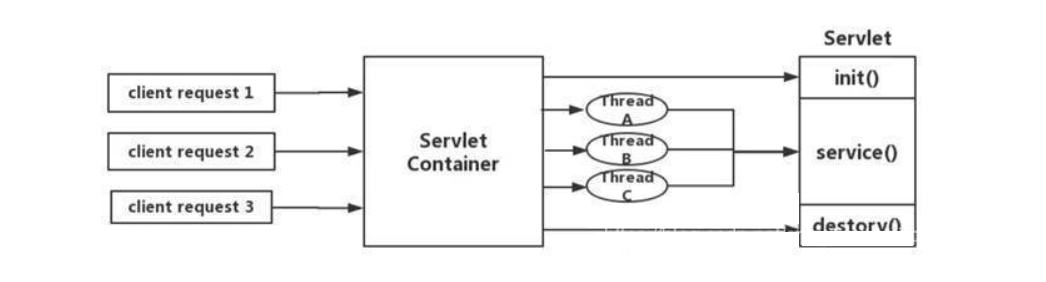 Servlet
client request 1
client request 2
client request 3
Servlet
Container
Thread
A
Thread
B
Thread
C
init()
service()
destory()